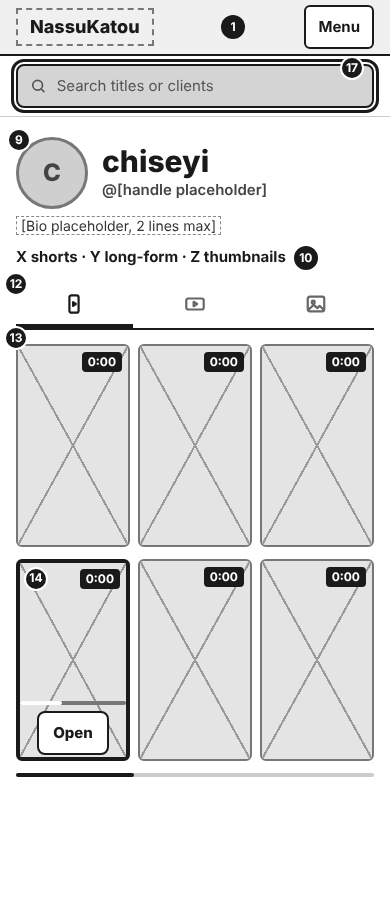 NassuKatou
1
Menu
17
Search titles or clients
9
C
chiseyi
@[handle placeholder]
[Bio placeholder, 2 lines max]
X shorts · Y long-form · Z thumbnails 10
12
13
0:00 0:00 0:00
14 0:00 0:00 0:00
Open